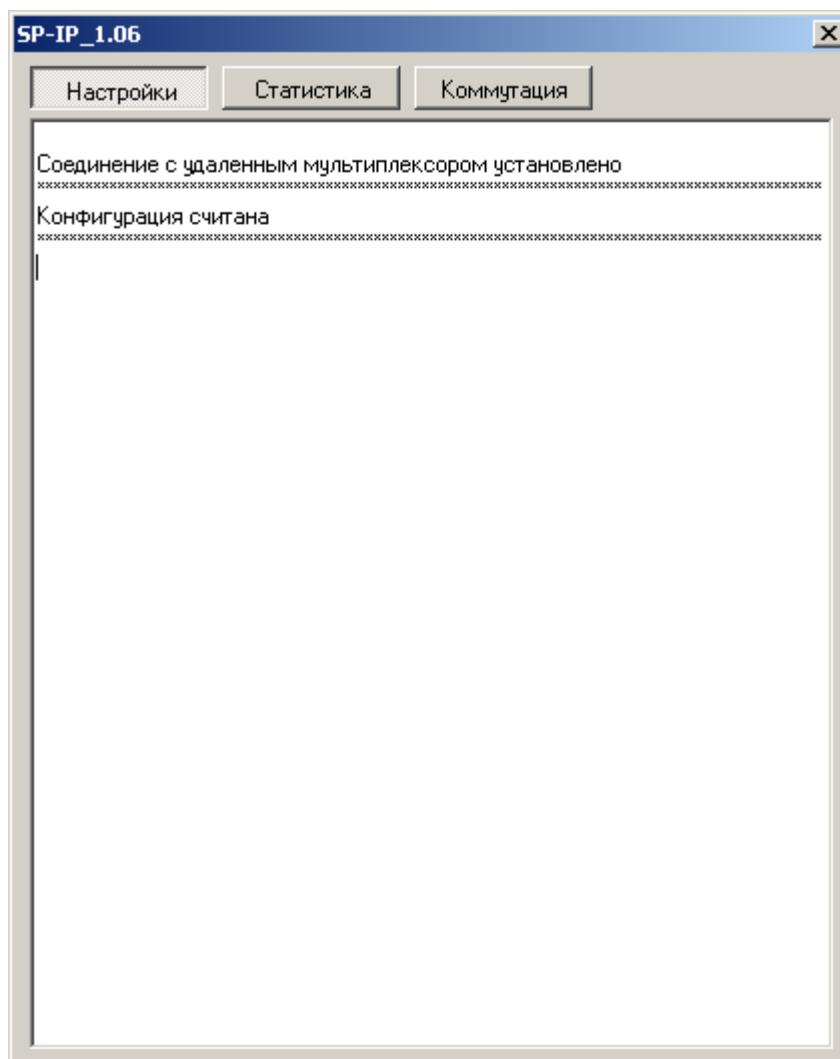 SP-IP_1.06
Настройки Статистика Коммутация
Соединение с удаленным мультиплексором установлено
××××××××××××××××××××××××××××××××××××××××××××××××××××××××××××××××××××××××××××××××××××××××××××××××××
Конфигурация считана
××××××××××××××××××××××××××××××××××××××××××××××××××××××××××××××××××××××××××××××××××××××××××××××××××